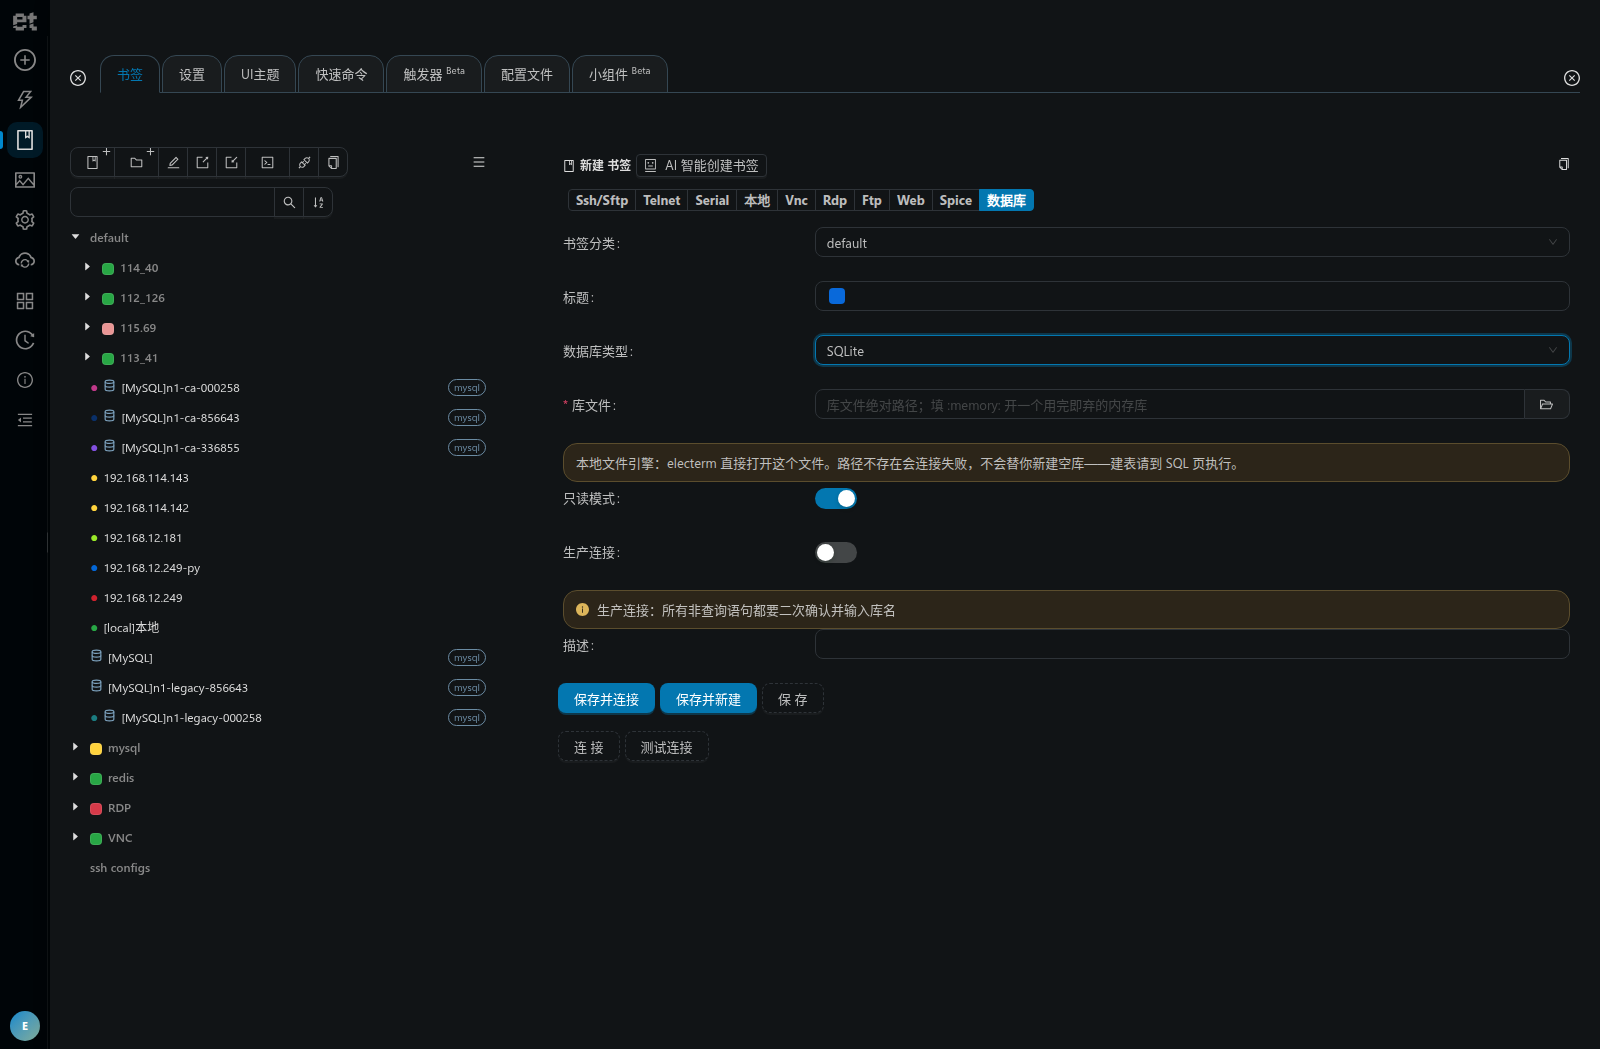 et
书签
设置
UI主题
快速命令
触发器 Beta
配置文件
小组件 Beta
新建 书签
AI 智能创建书签
Ssh/Sftp Telnet Serial 本地 Vnc Rdp Ftp Web Spice 数据库
default
114_40
112_126
115.69
113_41
[MySQL]n1-ca-000258 mysql
[MySQL]n1-ca-856643 mysql
[MySQL]n1-ca-336855 mysql
192.168.114.143
192.168.114.142
192.168.12.181
192.168.12.249-py
192.168.12.249
[local]本地
[MySQL] mysql
[MySQL]n1-legacy-856643 mysql
[MySQL]n1-legacy-000258 mysql
mysql
redis
RDP
VNC
ssh configs
书签分类: default
标题:
数据库类型: SQLite
* 库文件: 库文件绝对路径；填 :memory: 开一个用完即弃的内存库
本地文件引擎：electerm 直接打开这个文件。路径不存在会连接失败，不会替你新建空库——建表请到 SQL 页执行。
只读模式:
生产连接:
生产连接：所有非查询语句都要二次确认并输入库名
描述:
保存并连接 保存并新建 保 存
连 接 测试连接
E